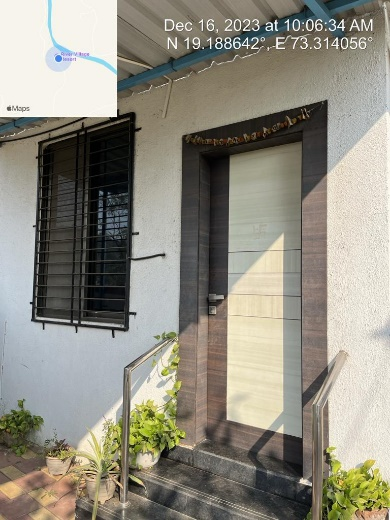 Dec 16, 2023 at 10:06:34 AM
N 19.188642°, E 73.314056°
Maps